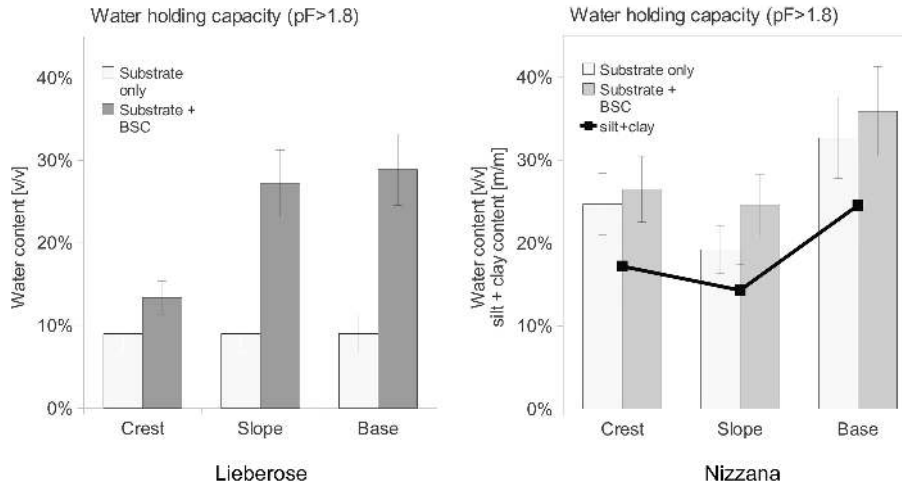 Water holding capacity (pF>1.8)
Substrate
only
Substrate +
BSC
40%
30%
20%
10%
0%
Water content [v/v]
Crest
Slope
Base
Lieberose
Water holding capacity (pF>1.8)
Substrate only
Substrate +
BSC
silt+clay
40%
30%
20%
10%
0%
Water content [v/v]
silt + clay content [m/m]
Crest
Slope
Base
Nizzana